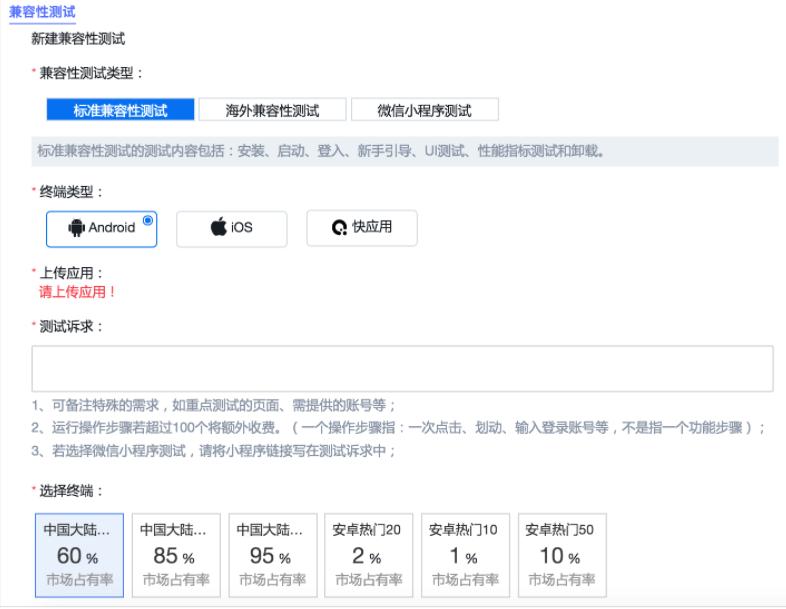 兼容性测试
新建兼容性测试
* 兼容性测试类型：
标准兼容性测试 海外兼容性测试 微信小程序测试
标准兼容性测试的测试内容包括：安装、启动、登入、新手引导、UI测试、性能指标测试和卸载。
* 终端类型：
Android iOS 快应用
* 上传应用：
请上传应用！
* 测试诉求：
1、可备注特殊的需求，如重点测试的页面、需提供的账号等；
2、运行操作步骤若超过100个将额外收费。（一个操作步骤指：一次点击、划动、输入登录账号等，不是指一个功能步骤）；
3、若选择微信小程序测试，请将小程序链接写在测试诉求中；
* 选择终端：
中国大陆... 中国大陆... 中国大陆... 安卓热门20 安卓热门10 安卓热门50
60 % 85 % 95 % 2 % 1 % 10 %
市场占有率 市场占有率 市场占有率 市场占有率 市场占有率 市场占有率